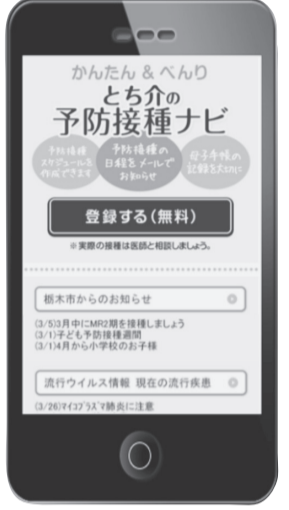 かんたん & べんり
とち介の
予防接種ナビ
予防接種
スケジュールを
作成できます
予防接種の
日程をメールで
お知らせ
母子手帳の
記録を大切に
登録する(無料)
※実際の接種は医師と相談しましょう。
栃木市からのお知らせ
(3/5)3月中にMR2期を接種しましょう
(3/1)子ども予防接種週間
(3/1)4月から小学校のお子様
流行ウイルス情報 現在の流行疾患
(3/26)マイコプラズマ肺炎に注意